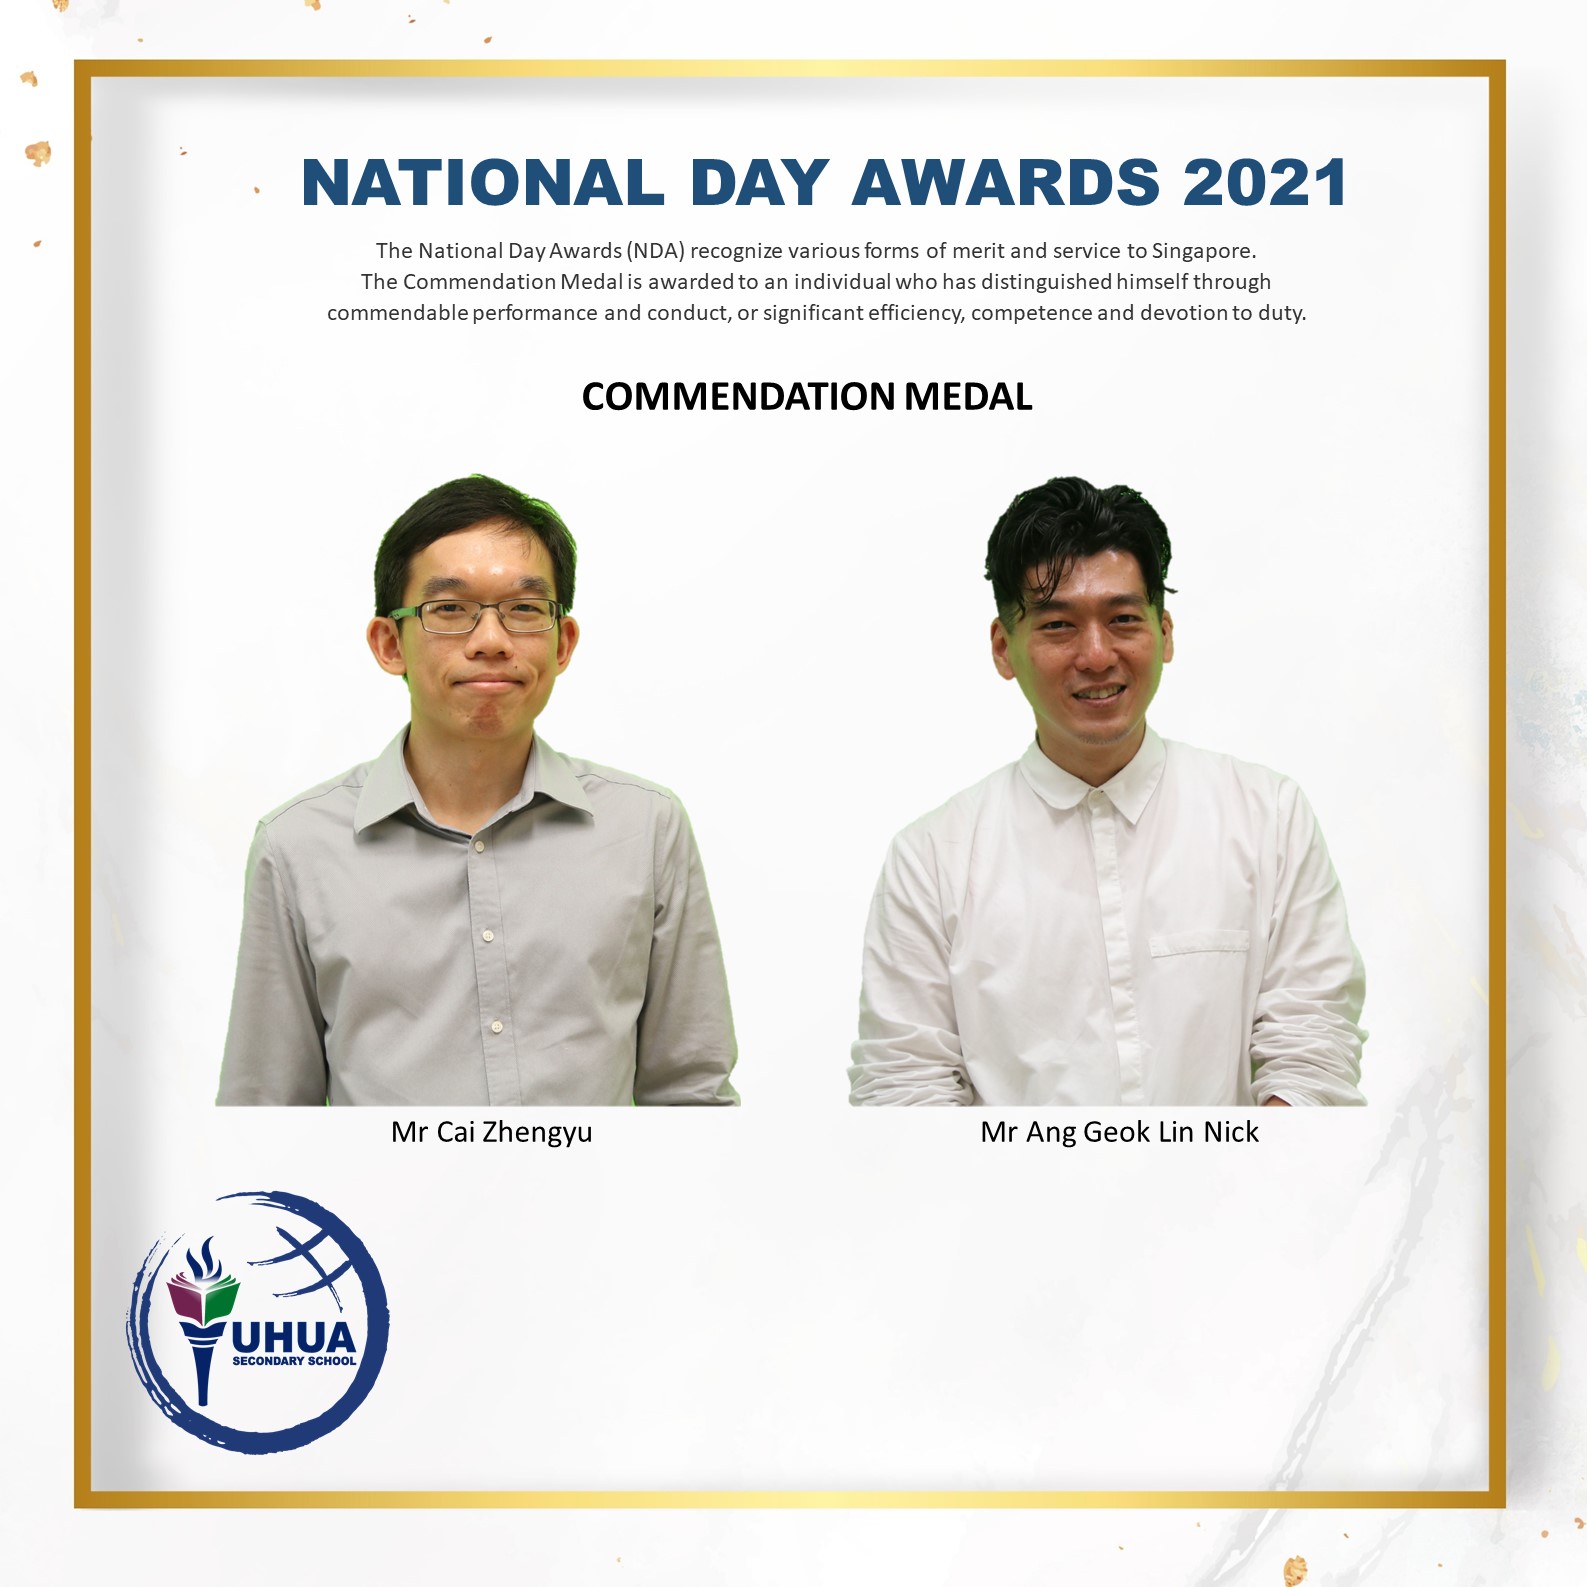 NATIONAL DAY AWARDS 2021
The National Day Awards (NDA) recognize various forms of merit and service to Singapore.
The Commendation Medal is awarded to an individual who has distinguished himself through
commendable performance and conduct, or significant efficiency, competence and devotion to duty.
COMMENDATION MEDAL
Mr Cai Zhengyu
Mr Ang Geok Lin Nick
YUHUA
SECONDARY SCHOOL